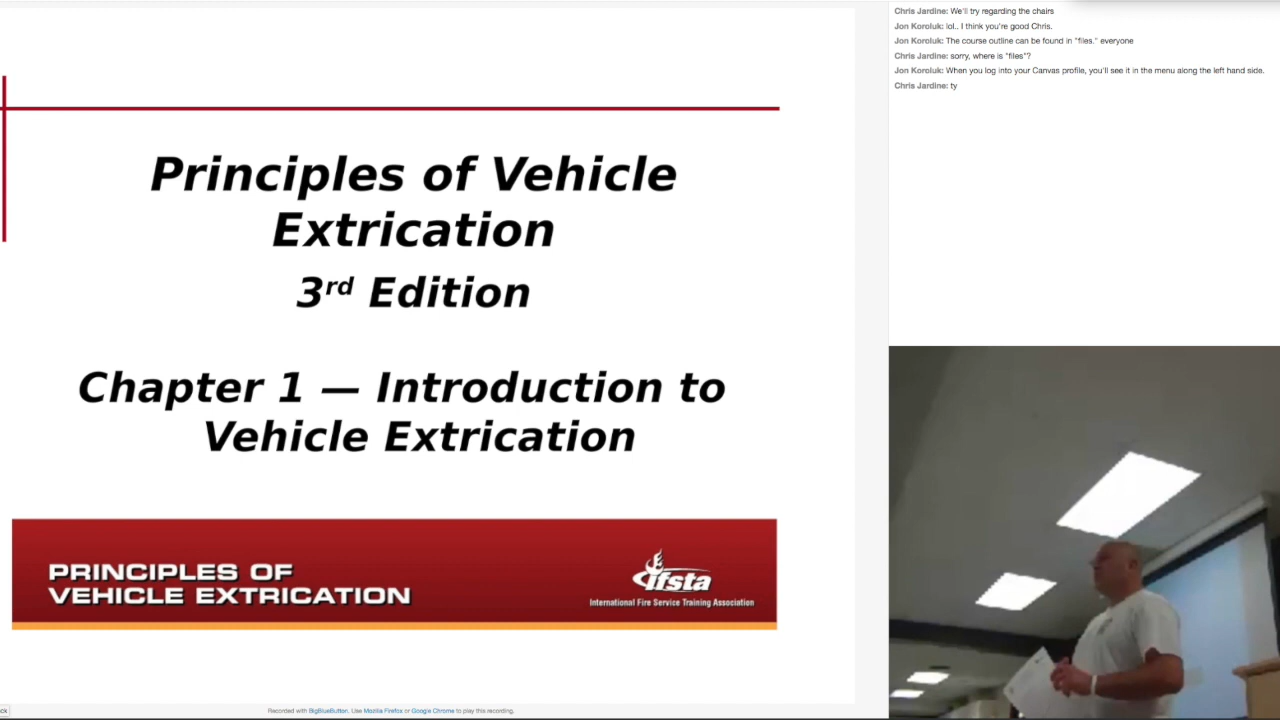 Principles of Vehicle
Extrication
3rd Edition
Chapter 1 — Introduction to
Vehicle Extrication
PRINCIPLES OF
VEHICLE EXTRICATION
ifsta
International Fire Service Training Association
Recorded with BigBlueButton. Use Mozilla Firefox or Google Chrome to play this recording.
Chris Jardine: We'll try regarding the chairs
Jon Koroluk: lol.. I think you're good Chris.
Jon Koroluk: The course outline can be found in "files." everyone
Chris Jardine: sorry, where is "files"?
Jon Koroluk: When you log into your Canvas profile, you'll see it in the menu along the left hand side.
Chris Jardine: ty